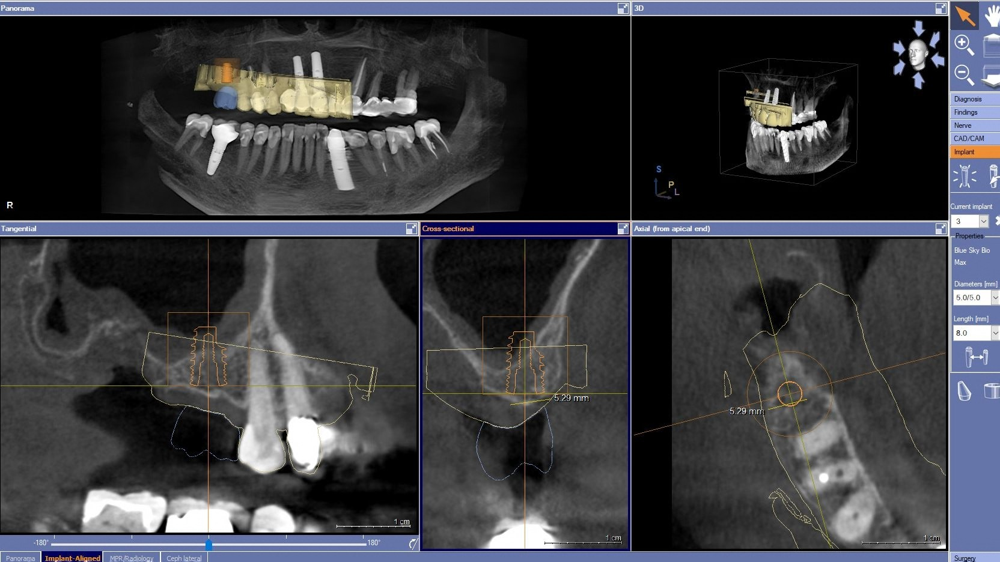 Panorama
3D
R
S
P
L
Diagnosis
Findings
Nerve
CAD/CAM
Implant
Current implant
3
Properties
Blue Sky Bio
Max
Diameters [mm]
5.0/5.0
Length [mm]
8.0
Tangential
Cross-sectional
Axial (from apical end)
5.29 mm
5.29 mm
1 cm
1 cm
1 cm
-180°
180°
Panorama
Implant-Aligned
MPR/Radiology
Ceph lateral
Surgery